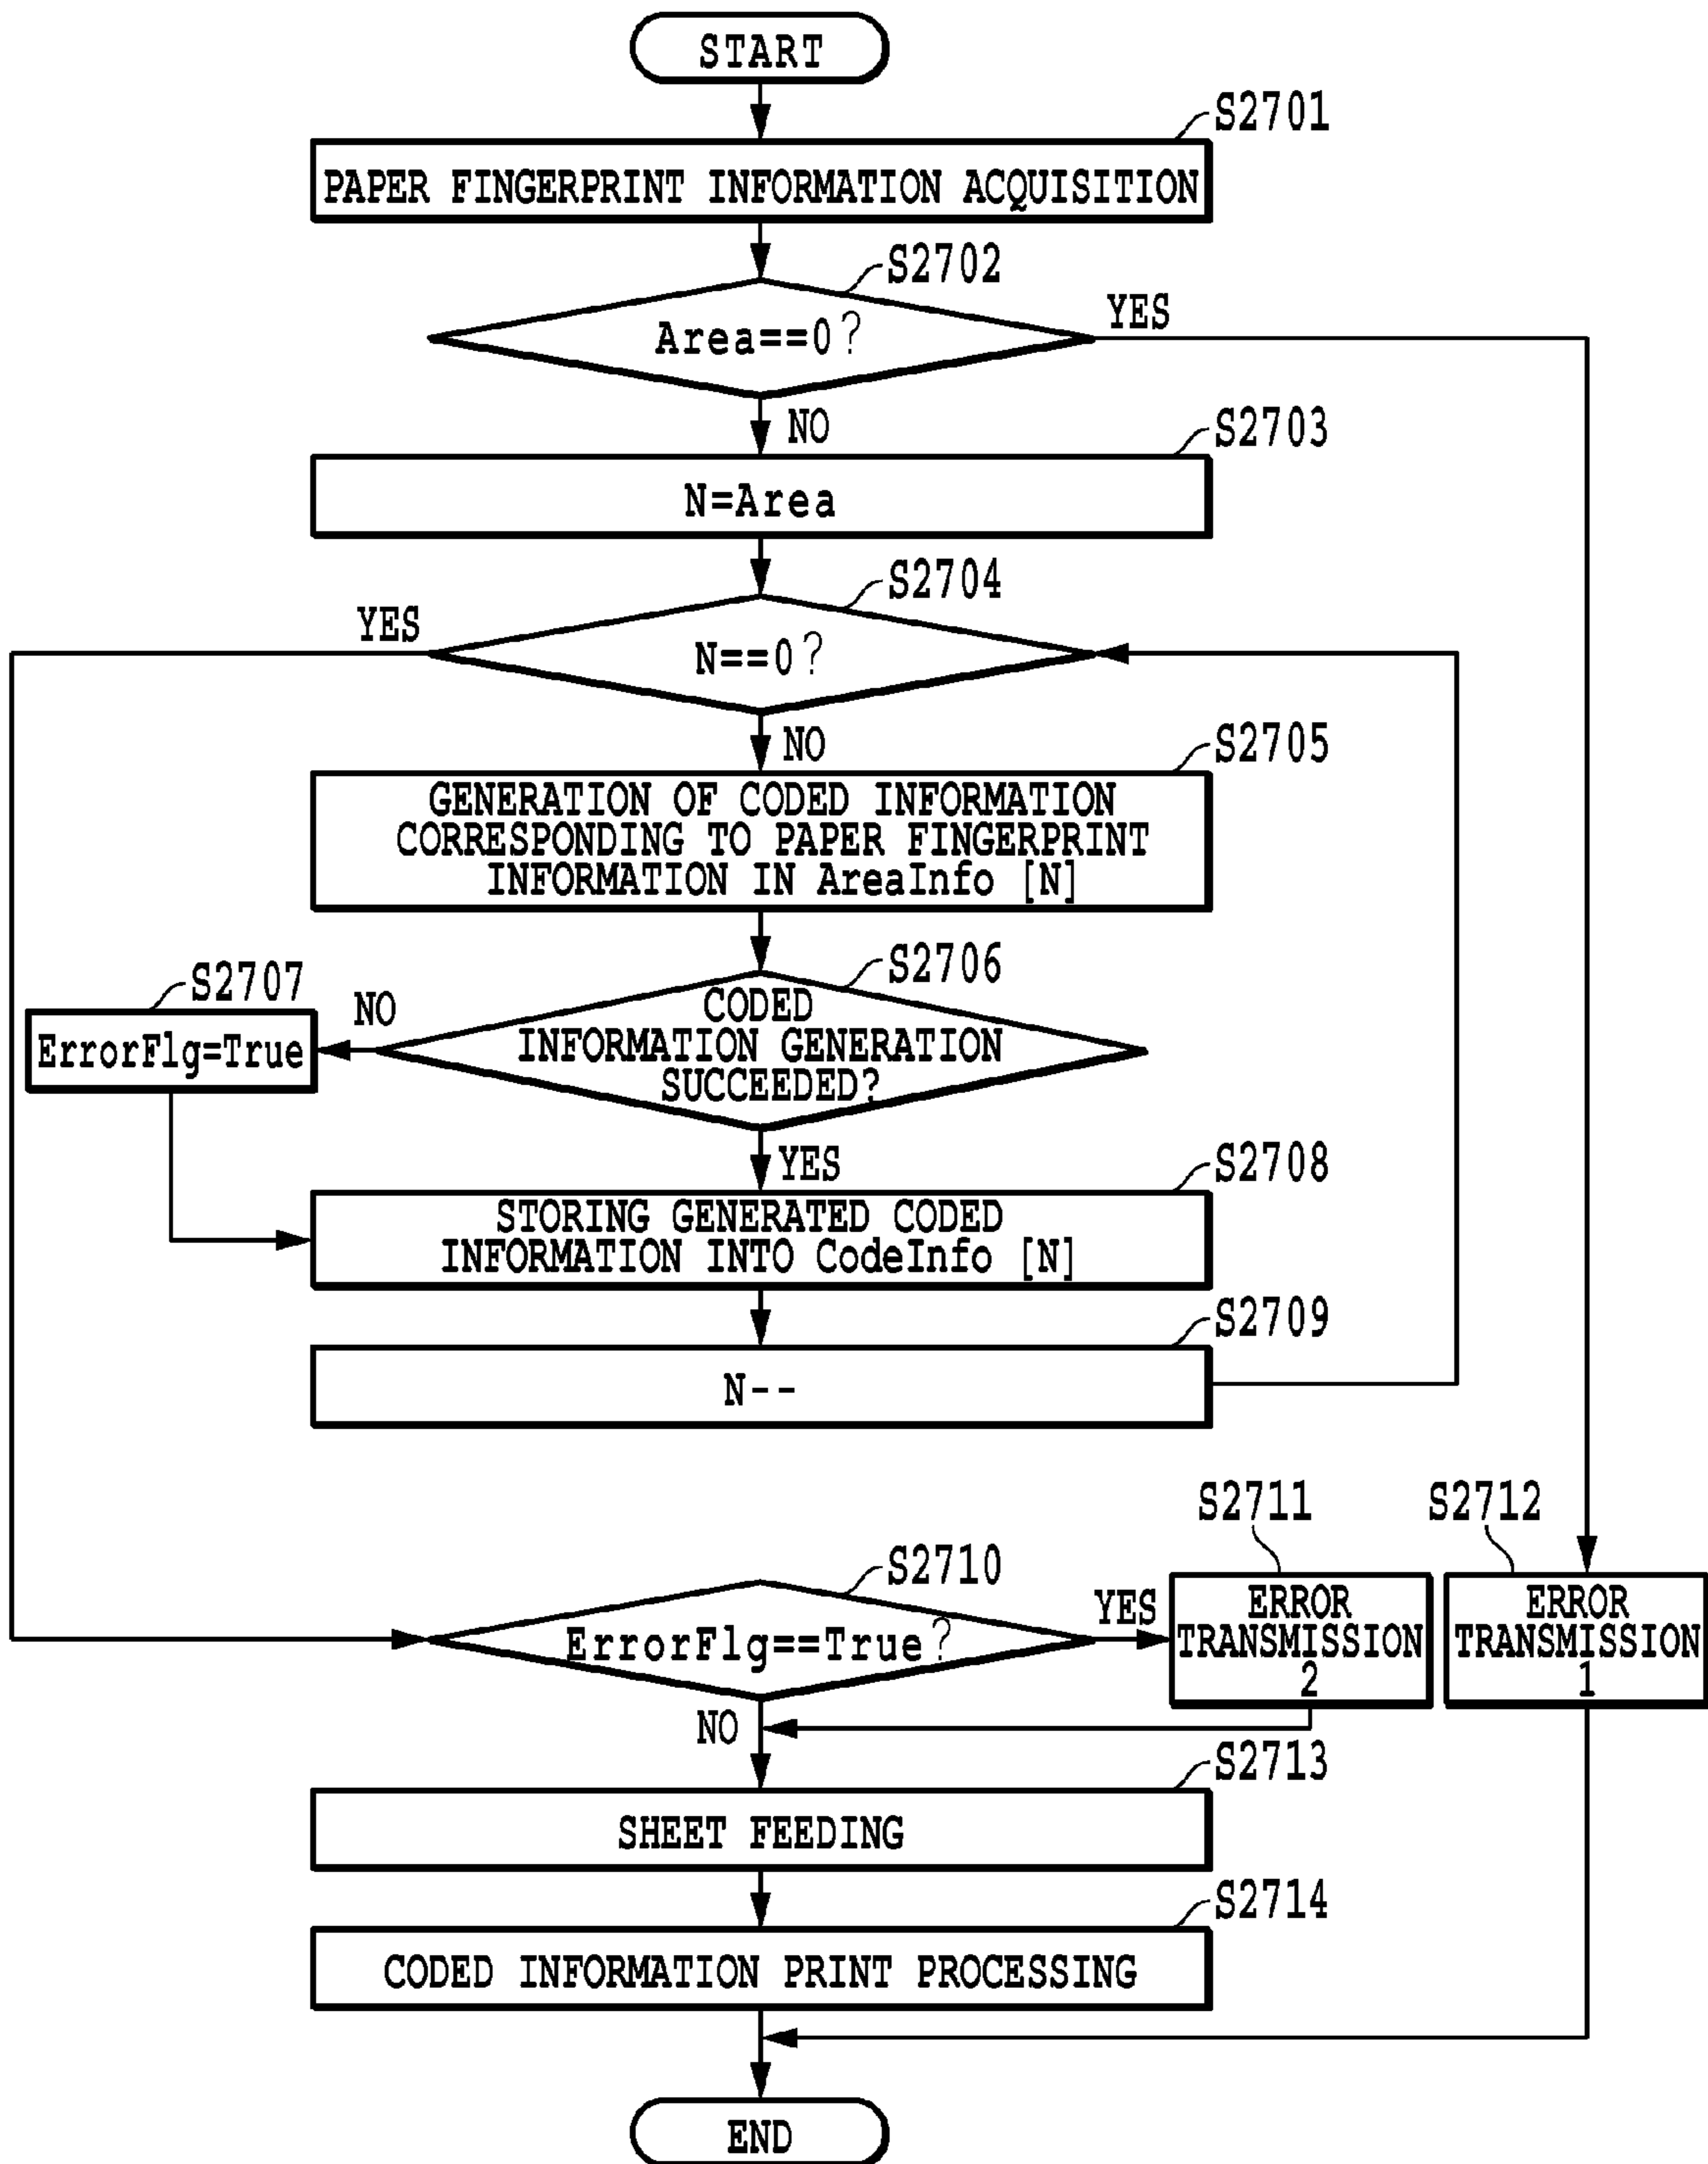 START
S2701
PAPER FINGERPRINT INFORMATION ACQUISITION
S2702
Area==0?
YES
NO
S2703
N=Area
S2704
YES
N==0?
NO
S2705
GENERATION OF CODED INFORMATION
CORRESPONDING TO PAPER FINGERPRINT
INFORMATION IN AreaInfo [N]
S2706
S2707
NO
CODED
INFORMATION GENERATION
SUCCEEDED?
ErrorFlg=True
YES
S2708
STORING GENERATED CODED
INFORMATION INTO CodeInfo [N]
S2709
N--
S2711
S2712
S2710
ErrorFlg==True?
YES
ERROR
TRANSMISSION
2
ERROR
TRANSMISSION
1
NO
S2713
SHEET FEEDING
S2714
CODED INFORMATION PRINT PROCESSING
END